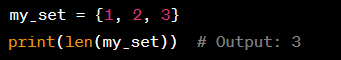 my_set = {1, 2, 3}
print(len(my_set))  # Output: 3